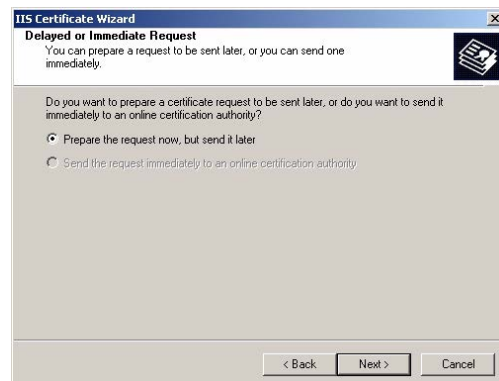 IIS Certificate Wizard
Delayed or Immediate Request
You can prepare a request to be sent later, or you can send one
immediately.
Do you want to prepare a certificate request to be sent later, or do you want to send it
immediately to an online certification authority?
Prepare the request now, but send it later
Send the request immediately to an online certification authority
< Back
Next >
Cancel